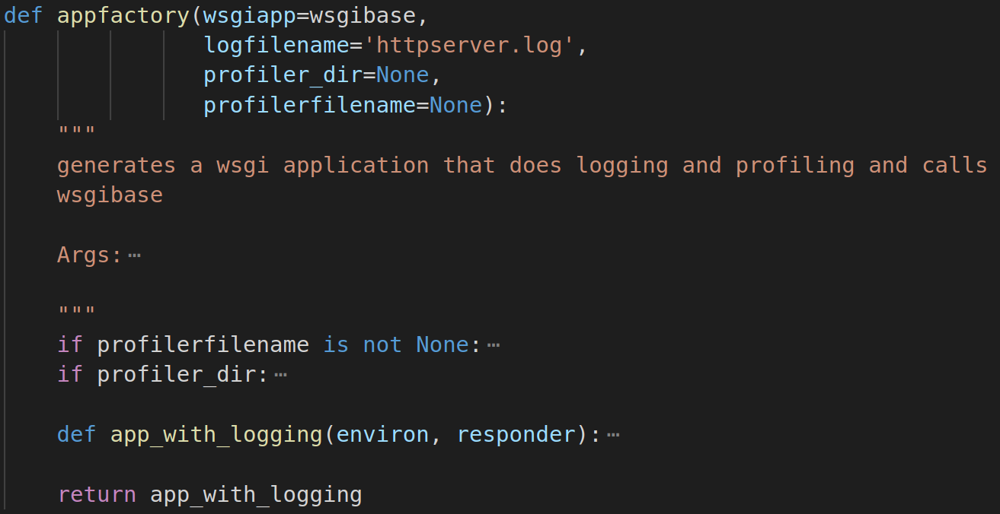 def appfactory(wsgiapp=wsgibase,
logfilename='httpserver.log',
profiler_dir=None,
profilerfilename=None):
"""
generates a wsgi application that does logging and profiling and calls
wsgibase
Args:⋯
"""
if profilerfilename is not None:⋯
if profiler_dir:⋯
def app_with_logging(environ, responder):⋯
return app_with_logging